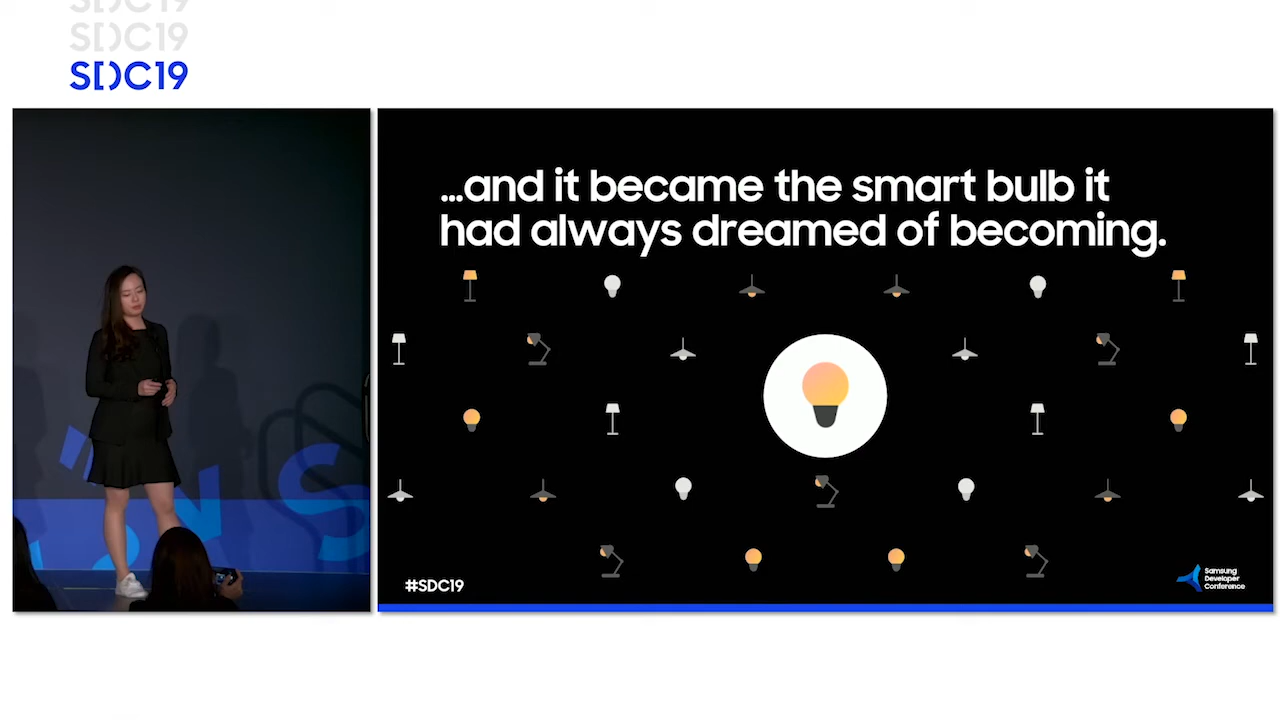 SDC19
SDC19
SDC19
...and it became the smart bulb it
had always dreamed of becoming.
#SDC19
Samsung
Developer
Conference